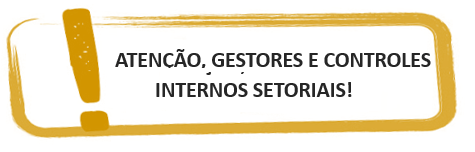 ATENÇÃO, GESTORES E CONTROLES
INTERNOS SETORIAIS!